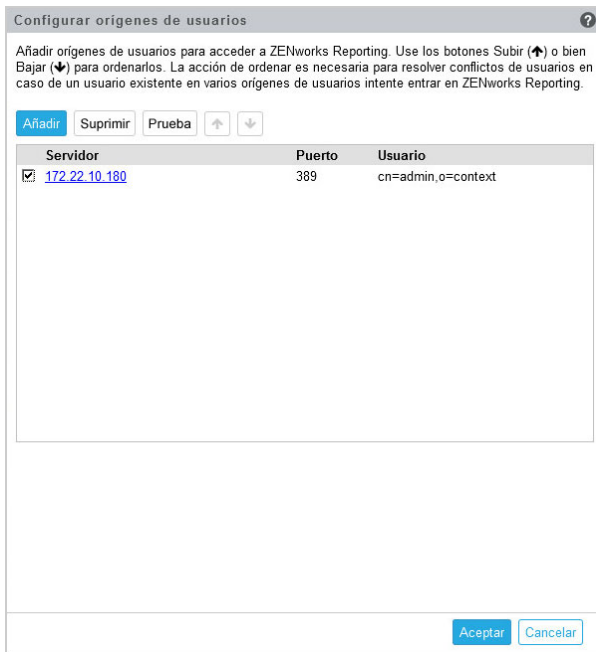 Configurar orígenes de usuarios
Añadir orígenes de usuarios para acceder a ZENworks Reporting. Use los botones Subir (↑) o bien
Bajar (↓) para ordenarlos. La acción de ordenar es necesaria para resolver conflictos de usuarios en
caso de un usuario existente en varios orígenes de usuarios intente entrar en ZENworks Reporting.
Añadir Suprimir Prueba
Servidor Puerto Usuario
172.22.10.180 389 cn=admin,o=context
Aceptar Cancelar